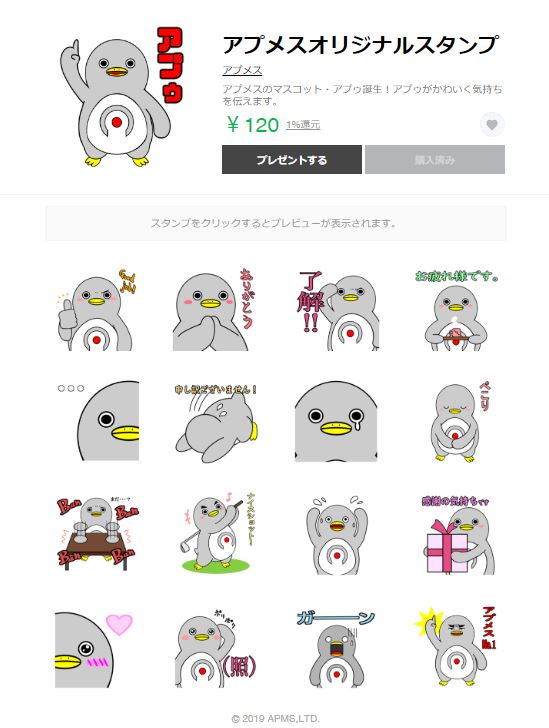 アプゥ
アプメスオリジナルスタンプ
アプメス
アプメスのマスコット・アプゥ誕生！アプゥがかわいく気持ち
を伝えます。
￥120 1%還元
プレゼントする 購入済み
スタンプをクリックするとプレビューが表示されます。
Good Job
ありがとう
了解!!
お疲れ様です。
○○○
申し訳ございません！
ぺこり
まだ…？
Ban Ban
Ban Ban
ナイスショット
感謝の気持ちです
ポリポリ
(照)
ガーーン
アプメス No.1
© 2019 APMS,LTD.